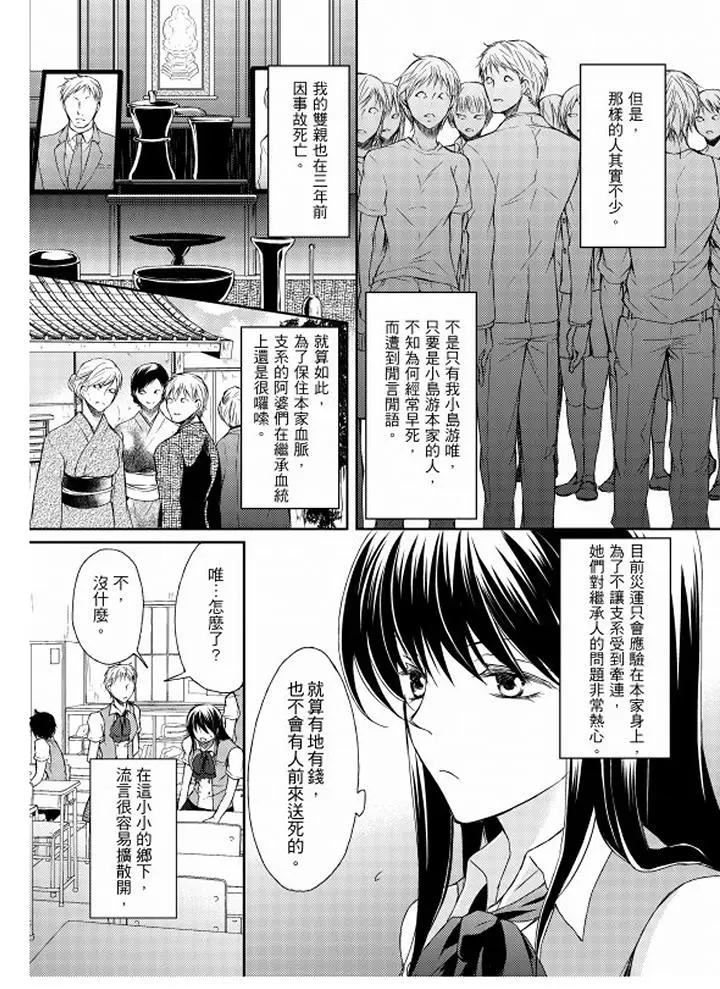 但是，
那樣的人其實不少。
不是只有我小島游唯，
只要是小島游本家的人，
不知為何經常早死，
而遭到閒言閒語。
我的雙親也在三年前
因事故死亡。
就算如此，
為了保住本家血脈，
支系的阿婆們在繼承血統
上還是很囉嗦。
目前災運只會應驗在本家身上，
為了不讓支系受到牽連，
她們對繼承人的問題非常熱心。
就算有地有錢，
也不會有人前來送死的。
唯…怎麼了？
不，
沒什麼。
在這小小的鄉下，
流言很容易擴散開，